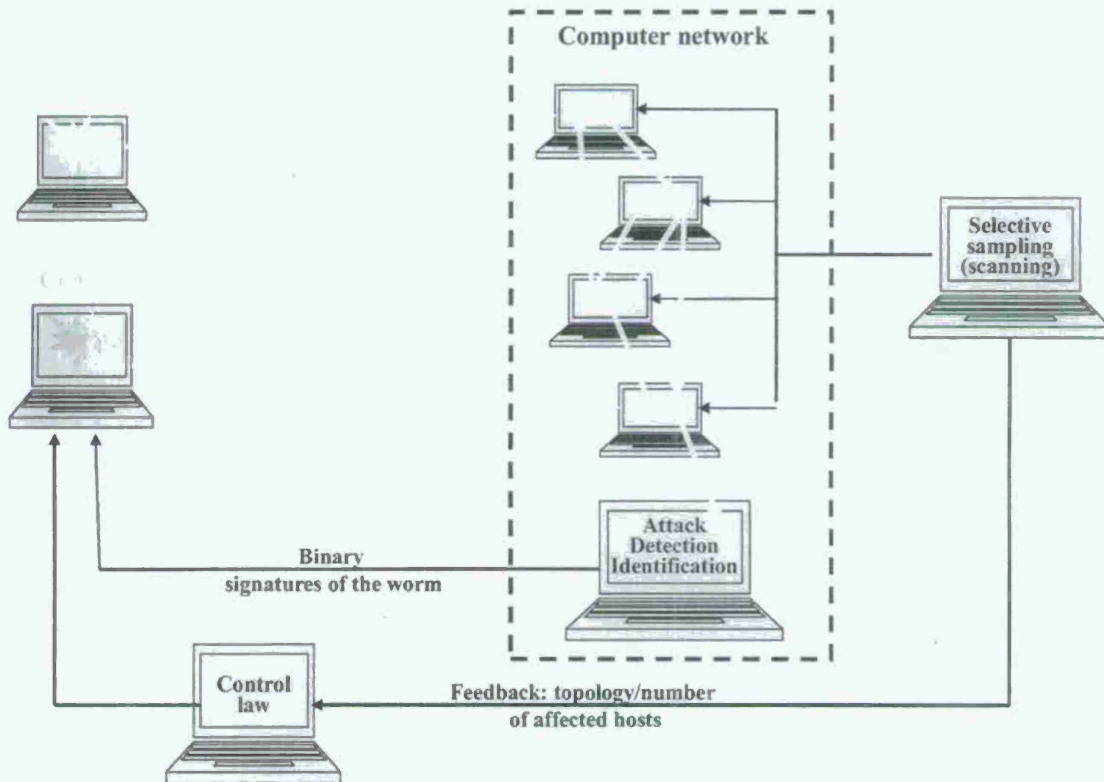 Computer network
Selective
sampling
(scanning)
Attack
Detection
Identification
Binary
signatures of the worm
Control
law
Feedback: topology/number
of affected hosts